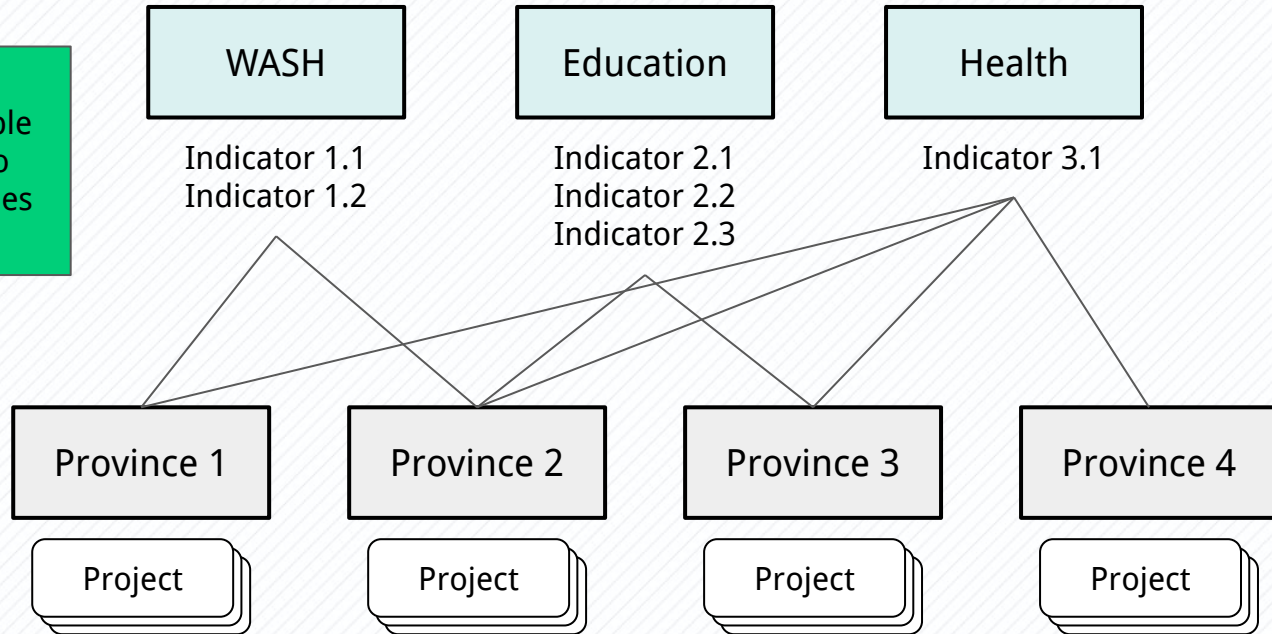 WASH
Education
Health
Indicator 1.1
Indicator 1.2
Indicator 2.1
Indicator 2.2
Indicator 2.3
Indicator 3.1
Province 1
Province 2
Province 3
Province 4
Project
Project
Project
Project